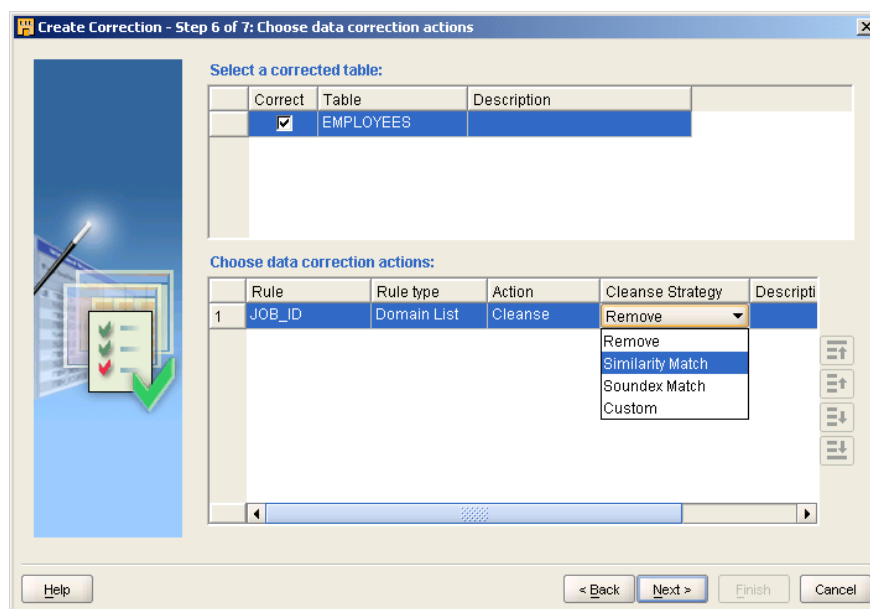 Create Correction - Step 6 of 7: Choose data correction actions
Select a corrected table:
Correct Table Description
EMPLOYEES
Choose data correction actions:
Rule Rule type Action Cleanse Strategy Descripti
1 JOB_ID Domain List Cleanse Remove
Remove
Similarity Match
Soundex Match
Custom
Help < Back Next > Finish Cancel